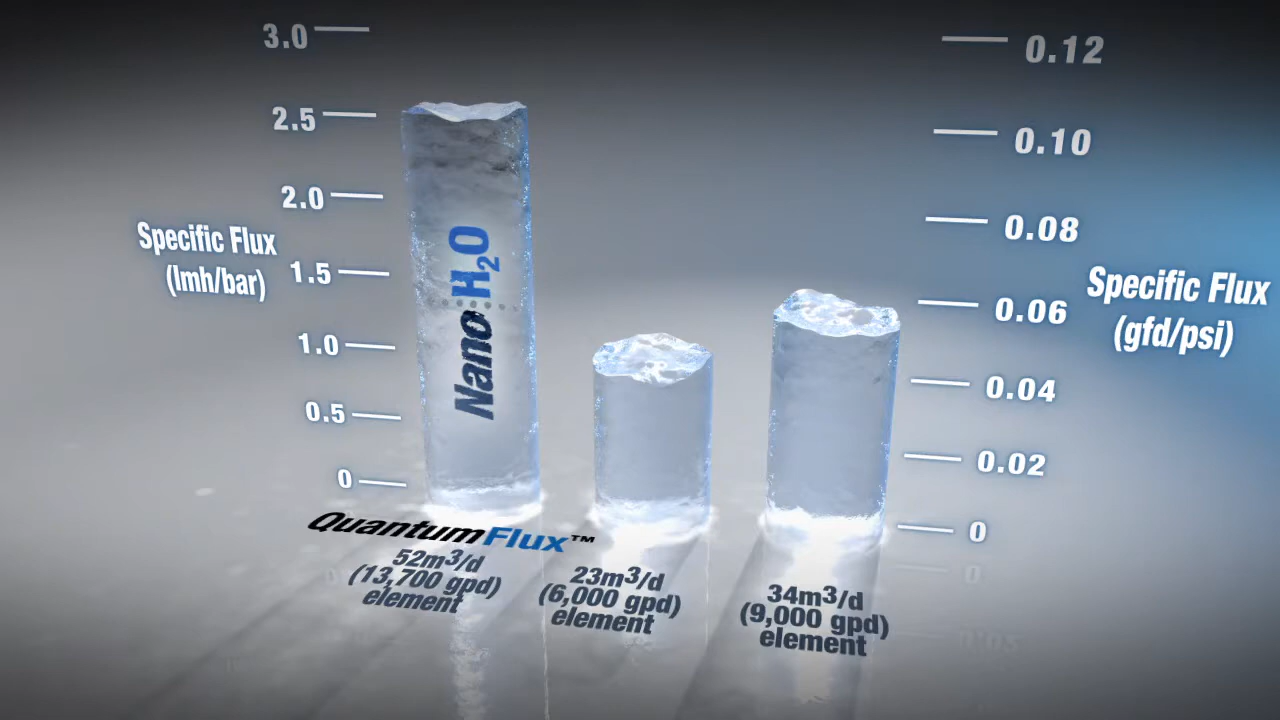 3.0
2.5
2.0
1.5
1.0
0.5
0
Specific Flux
(lmh/bar)
NanoH₂O
0.12
0.10
0.08
0.06
0.04
0.02
0
Specific Flux
(gfd/psi)
QuantumFlux™
52m³/d
(13,700 gpd)
element
23m³/d
(6,000 gpd)
element
34m³/d
(9,000 gpd)
element